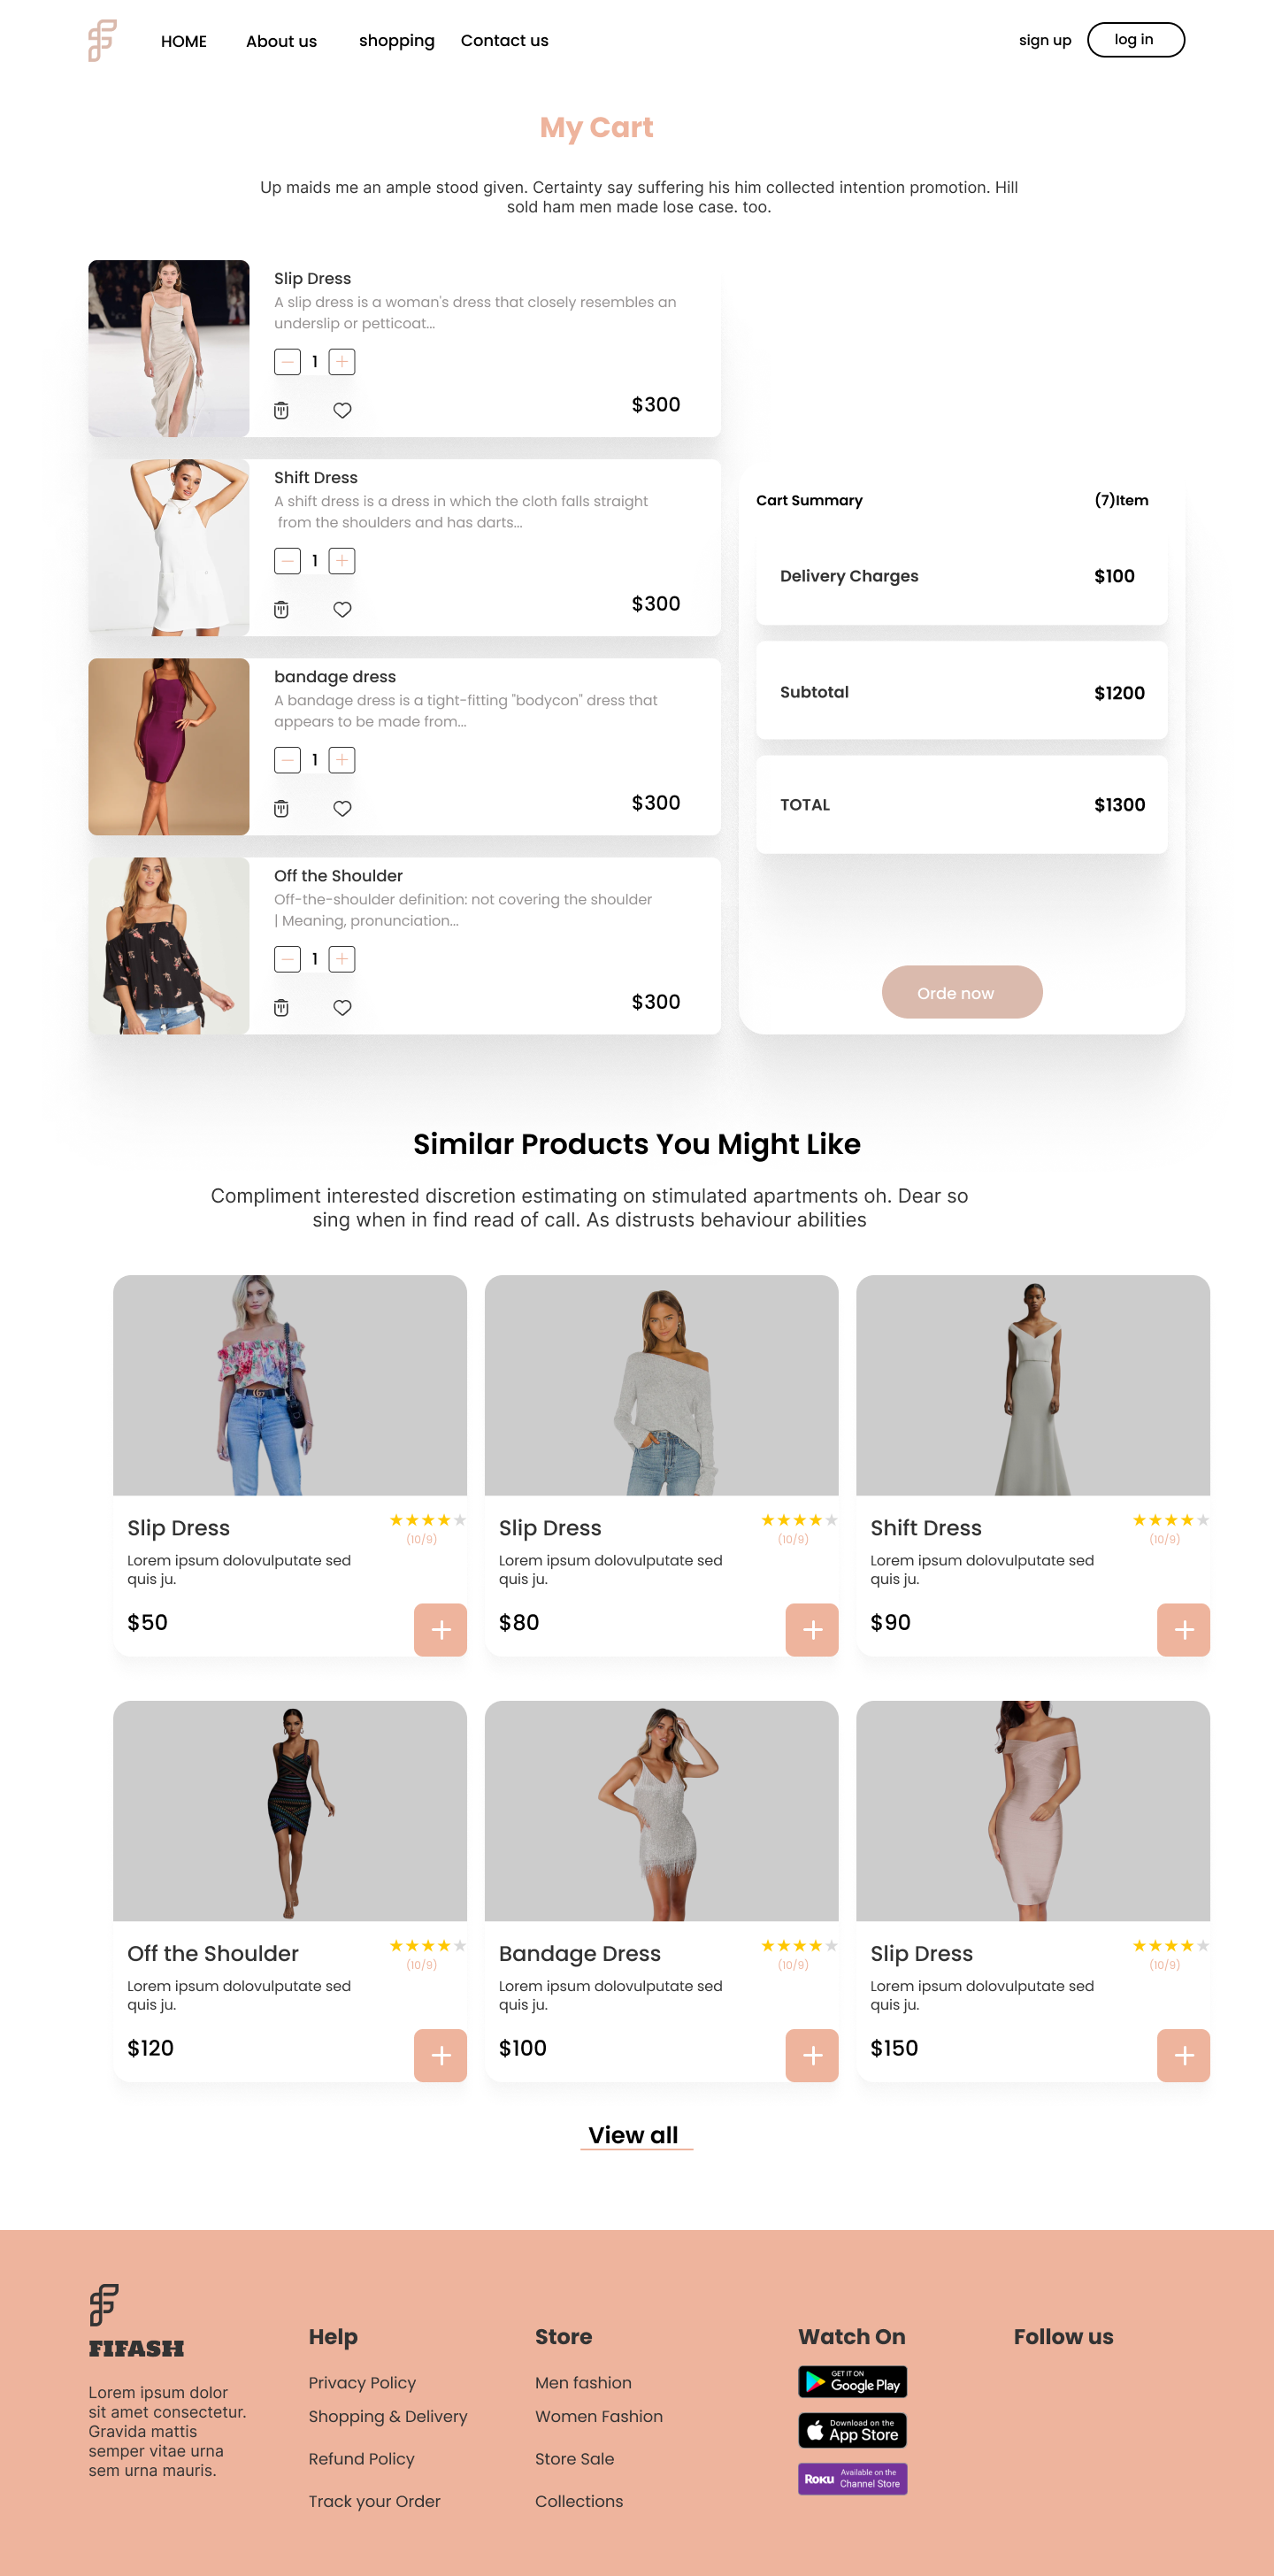 HOME About us shopping Contact us sign up log in
My Cart
Up maids me an ample stood given. Certainty say suffering his him collected intention promotion. Hill
sold ham men made lose case. too.
Slip Dress
A slip dress is a woman's dress that closely resembles an
underslip or petticoat...
1
$300
Shift Dress
A shift dress is a dress in which the cloth falls straight
from the shoulders and has darts...
1
$300
bandage dress
A bandage dress is a tight-fitting "bodycon" dress that
appears to be made from...
1
$300
Off the Shoulder
Off-the-shoulder definition: not covering the shoulder
| Meaning, pronunciation...
1
$300
Cart Summary (7)Item
Delivery Charges $100
Subtotal $1200
TOTAL $1300
Orde now
Similar Products You Might Like
Compliment interested discretion estimating on stimulated apartments oh. Dear so
sing when in find read of call. As distrusts behaviour abilities
Slip Dress
(10/9)
Lorem ipsum dolovulputate sed
quis ju.
$50
Slip Dress
(10/9)
Lorem ipsum dolovulputate sed
quis ju.
$80
Shift Dress
(10/9)
Lorem ipsum dolovulputate sed
quis ju.
$90
Off the Shoulder
(10/9)
Lorem ipsum dolovulputate sed
quis ju.
$120
Bandage Dress
(10/9)
Lorem ipsum dolovulputate sed
quis ju.
$100
Slip Dress
(10/9)
Lorem ipsum dolovulputate sed
quis ju.
$150
View all
FIFASH
Lorem ipsum dolor
sit amet consectetur.
Gravida mattis
semper vitae urna
sem urna mauris.
Help
Privacy Policy
Shopping & Delivery
Refund Policy
Track your Order
Store
Men fashion
Women Fashion
Store Sale
Collections
Watch On
GET IT ON
Google Play
Download on the
App Store
ROKU
Available on the
Channel Store
Follow us